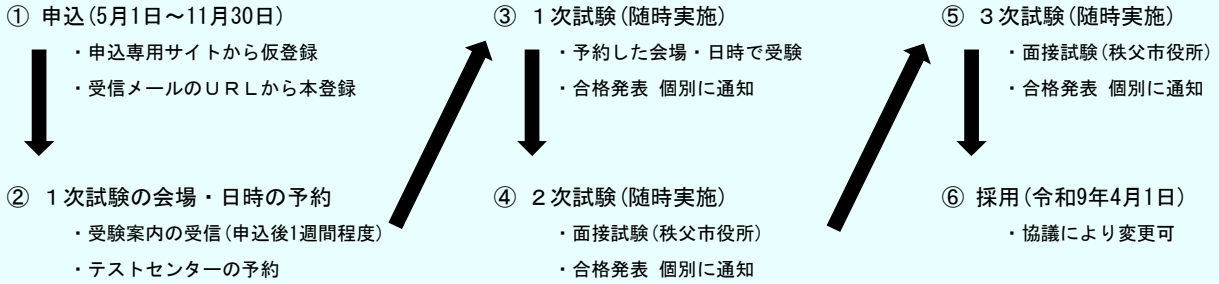 ① 申込(5月1日～11月30日)
・申込専用サイトから仮登録
・受信メールのＵＲＬから本登録
② １次試験の会場・日時の予約
・受験案内の受信(申込後1週間程度)
・テストセンターの予約
③ １次試験(随時実施)
・予約した会場・日時で受験
・合格発表 個別に通知
④ ２次試験(随時実施)
・面接試験(秩父市役所)
・合格発表 個別に通知
⑤ ３次試験(随時実施)
・面接試験(秩父市役所)
・合格発表 個別に通知
⑥ 採用(令和9年4月1日)
・協議により変更可